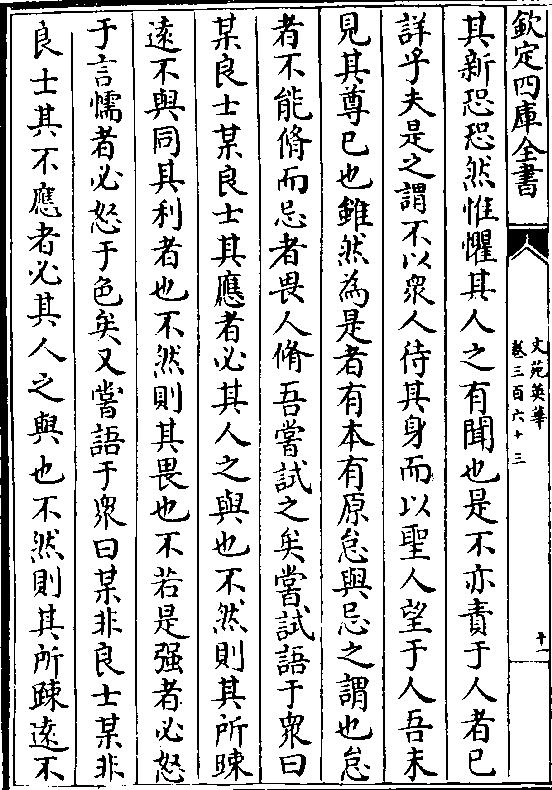 欽定四庫全書
文苑英華
卷三百六十三
十一
其新恐恐然惟懼其人之有聞也是不亦責于人者已
詳乎夫是之謂不以衆人待其身而以聖人望于人吾未
見其尊已也雖然為是者有本有原怠與忌之謂也怠
者不能脩而忌者畏人脩吾嘗試之矣嘗試語于衆曰
某良士某良士其應者必其人之與也不然則其所踈
遠不與同其利者也不然則其畏也不若是强者必怒
于言懦者必怒于色矣又嘗語于衆曰某非良士某非
良士其不應者必其人之與也不然則其所踈遠不